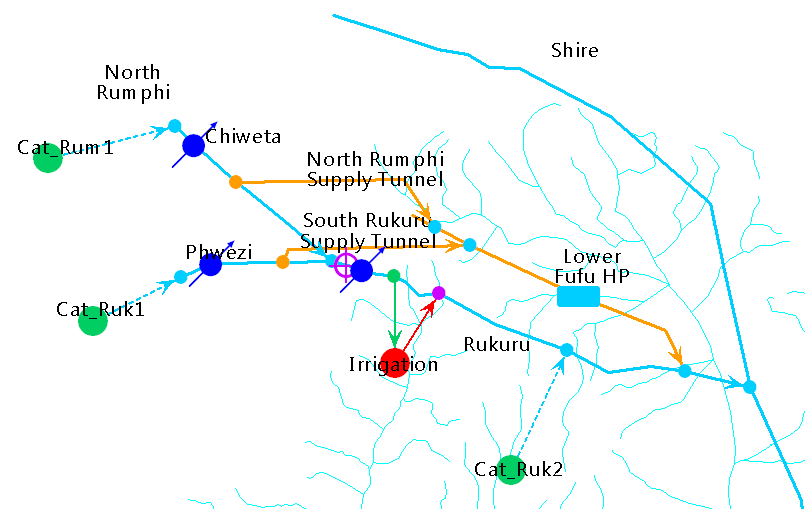 Shire
North
Rumphi
Chiweta
Cat_Rum1
North Rumphi
Supply Tunnel
South Rukuru
Supply Tunnel
Phwezi
Lower
Fufu HP
Cat_Ruk1
Rukuru
Irrigation
Cat_Ruk2